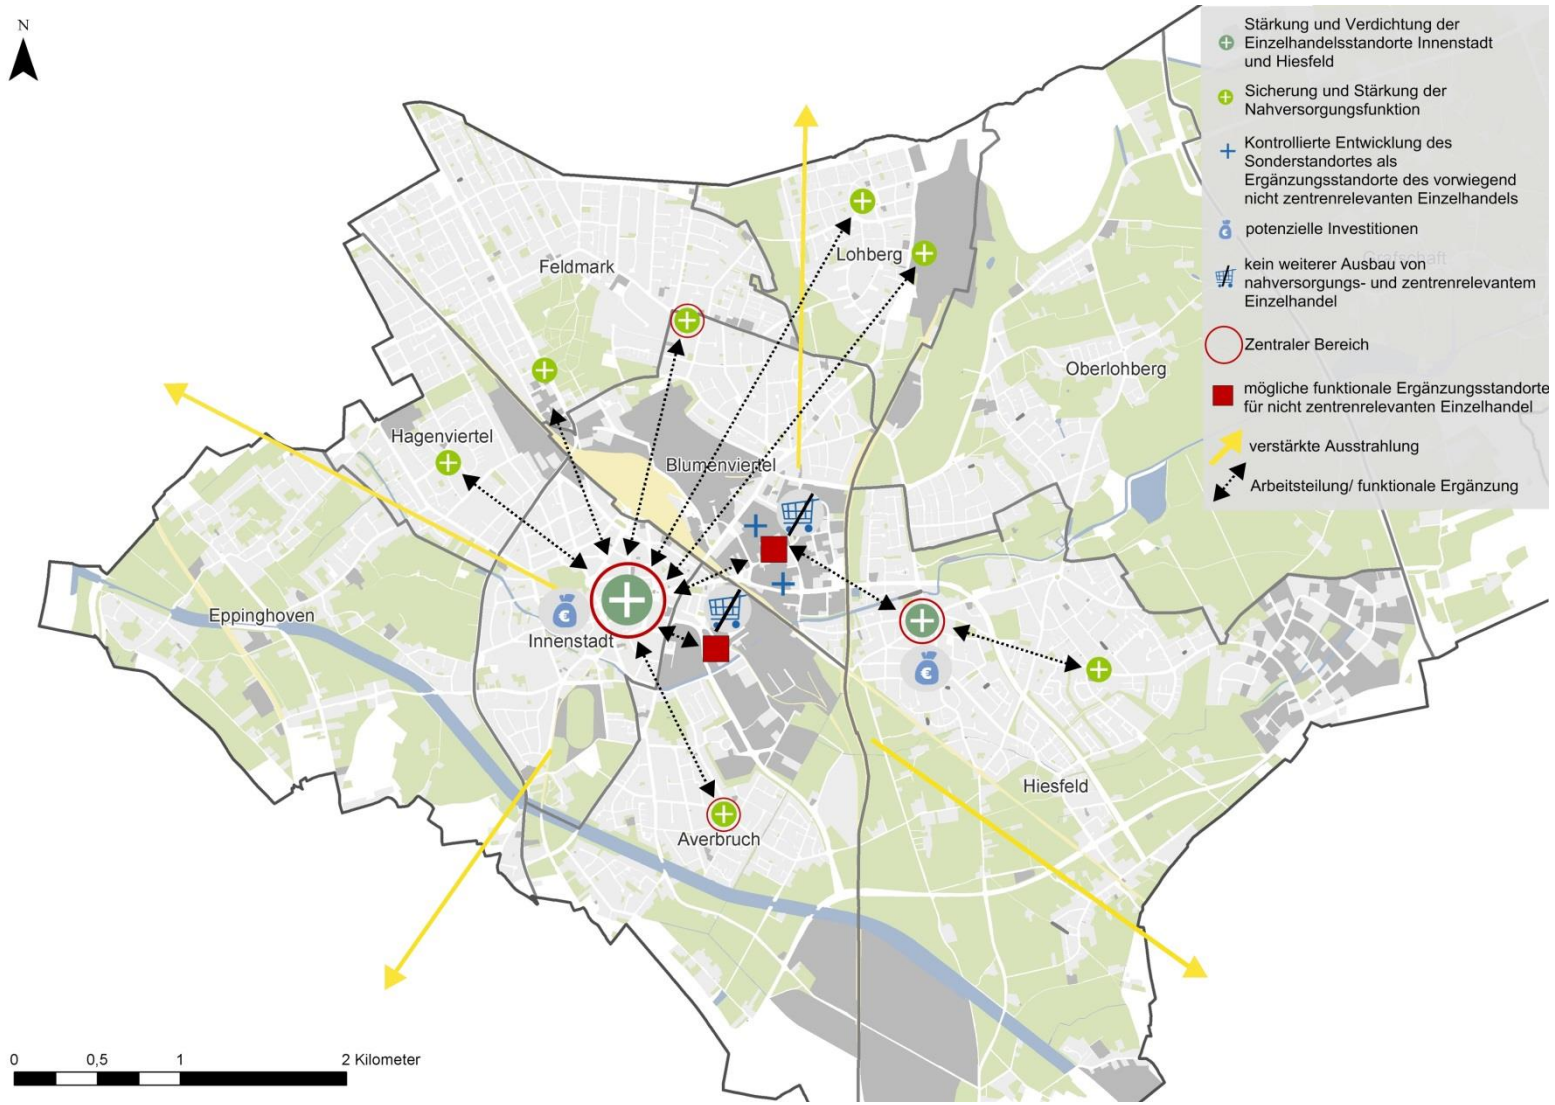 N
Stärkung und Verdichtung der
Einzelhandelsstandorte Innenstadt
und Hiesfeld
Sicherung und Stärkung der
Nahversorgungsfunktion
Kontrollierte Entwicklung des
Sonderstandortes als
Ergänzungsstandorte des vorwiegend
nicht zentrenrelevanten Einzelhandels
potenzielle Investitionen
Grafschaft
kein weiterer Ausbau von
nahversorgungs- und zentrenrelevantem
Einzelhandel
Zentraler Bereich
mögliche funktionale Ergänzungsstandorte
für nicht zentrenrelevanten Einzelhandel
verstärkte Ausstrahlung
Arbeitsteilung/ funktionale Ergänzung
Lohberg
Feldmark
Oberlohberg
Hagenviertel
Blumenviertel
Eppinghoven
€
Innenstadt
€
Hiesfeld
Averbruch
0 0,5 1 2 Kilometer